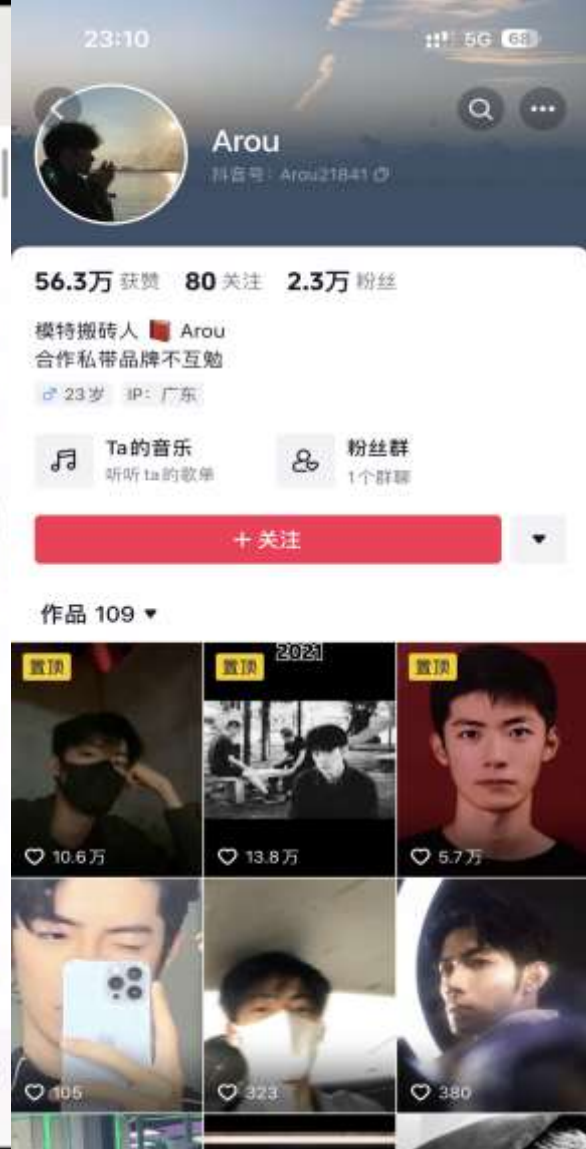 23:10
5G 68
Arou
抖音号：Arou21841
56.3万 获赞 80 关注 2.3万 粉丝
模特搬砖人 Arou
合作私带品牌不互勉
♂ 23岁 IP：广东
Ta的音乐
听听ta的歌单
粉丝群
1个群聊
+ 关注
作品 109
置顶
10.6万
置顶
2021
13.8万
置顶
5.7万
105
323
380